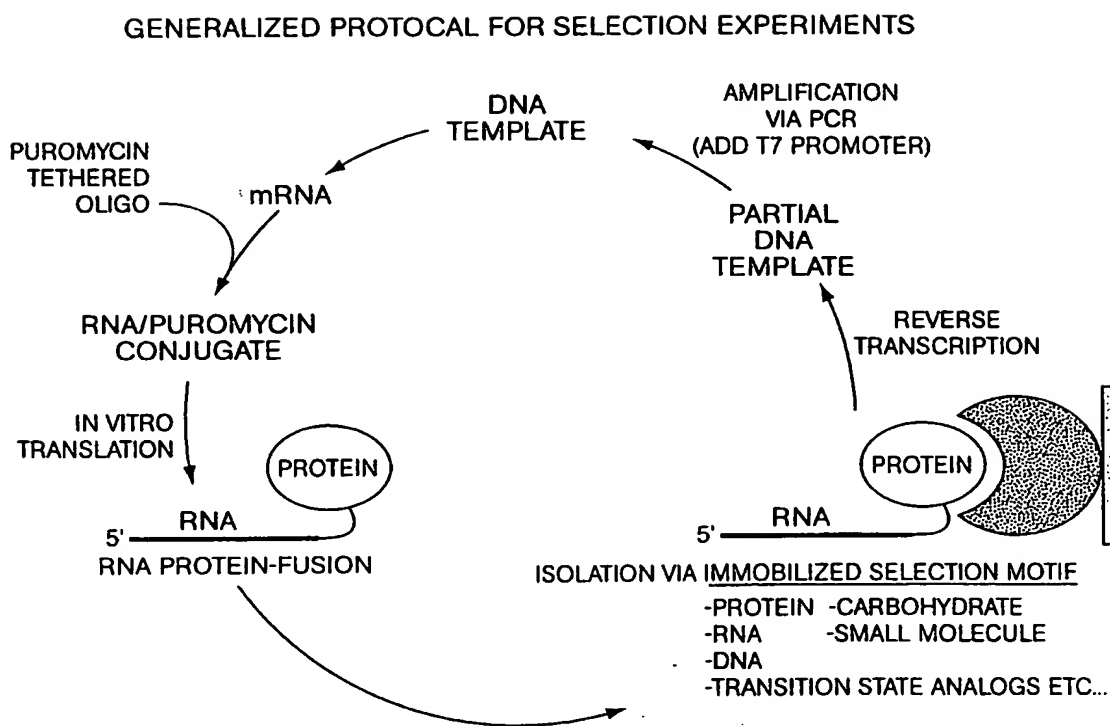 GENERALIZED PROTOCAL FOR SELECTION EXPERIMENTS
DNA
TEMPLATE
AMPLIFICATION
VIA PCR
(ADD T7 PROMOTER)
PUROMYCIN
TETHERED
OLIGO
mRNA
PARTIAL
DNA
TEMPLATE
RNA/PUROMYCIN
CONJUGATE
REVERSE
TRANSCRIPTION
IN VITRO
TRANSLATION
PROTEIN
RNA
5'
RNA PROTEIN-FUSION
PROTEIN
RNA
5'
ISOLATION VIA IMMOBILIZED SELECTION MOTIF
-PROTEIN -CARBOHYDRATE
-RNA -SMALL MOLECULE
-DNA
-TRANSITION STATE ANALOGS ETC...